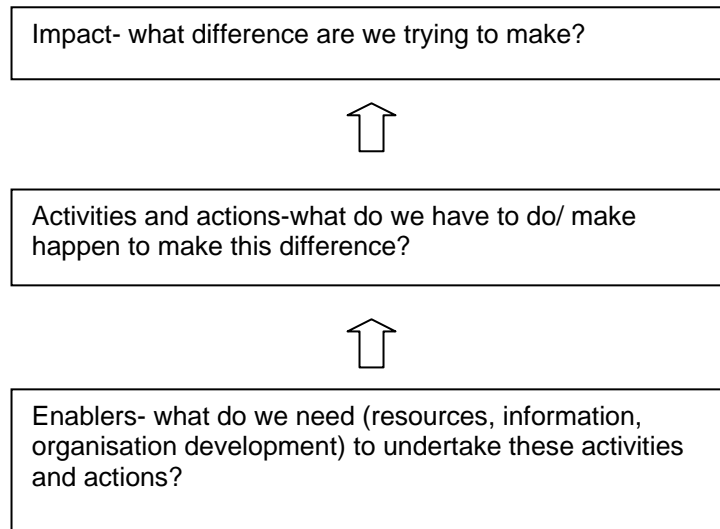 Impact- what difference are we trying to make?
Activities and actions-what do we have to do/ make
happen to make this difference?
Enablers- what do we need (resources, information,
organisation development) to undertake these activities
and actions?